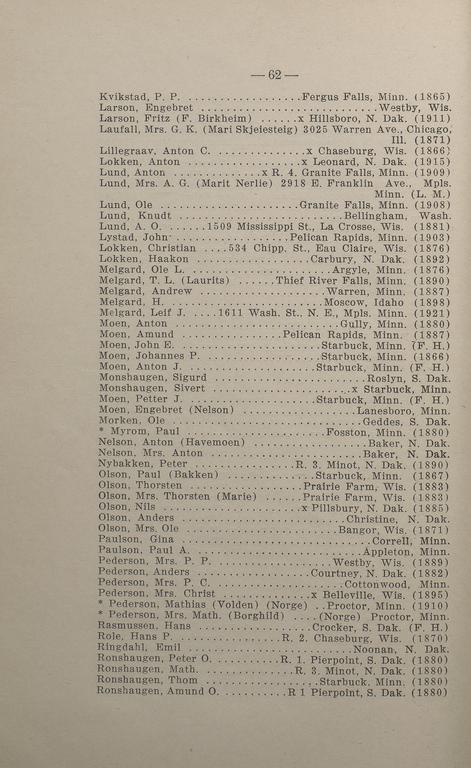 — 62 —
Kvikstad, P. P. ..................Fergus Falls, Minn. (1865)
Larson, Engebret ............................Westby, Wis.
Larson, Fritz (F. Birkheim) ......x Hillsboro, N. Dak. (1911)
Laufall, Mrs. G. K. (Mari Skjelesteig) 3025 Warren Ave., Chicago,
Ill. (1871)
Lillegraav, Anton C. ...............x Chaseburg, Wis. (1866)
Lokken, Anton ..................x Leonard, N. Dak. (1915)
Lund, Anton ..............x R. 4. Granite Falls, Minn. (1909)
Lund, Mrs. A. G. (Marit Nerlie) 2918 E. Franklin Ave., Mpls.
Minn. (L. M.)
Lund, Ole ......................Granite Falls, Minn. (1908)
Lund, Knudt ...........................Bellingham, Wash.
Lund, A. O. ......1509 Mississippi St., La Crosse, Wis. (1881)
Lystad, John ..................Pelican Rapids, Minn. (1903)
Lokken, Christian ....534 Chipp. St., Eau Claire, Wis. (1876)
Lokken, Haakon ..................Carbury, N. Dak. (1892)
Melgard, Ole L. ......................Argyle, Minn. (1876)
Melgard, T. L. (Laurits) ......Thief River Falls, Minn. (1890)
Melgard, Andrew .....................Warren, Minn. (1887)
Melgard, H. .........................Moscow, Idaho (1898)
Melgard, Leif J. ....1611 Wash. St., N. E., Mpls. Minn. (1921)
Moen, Anton ...........................Gully, Minn. (1880)
Moen, Amund ................Pelican Rapids, Minn. (1887)
Moen, John E. .......................Starbuck, Minn. (F. H.)
Moen, Johannes P. ...................Starbuck, Minn. (1866)
Moen, Anton J. .....................Starbuck, Minn. (F. H.)
Monshaugen, Sigurd .........................Roslyn, S. Dak.
Monshaugen, Sivert .......................x Starbuck, Minn.
Moen, Petter J. .....................Starbuck, Minn. (F. H.)
Moen, Engebret (Nelson) ..................Lanesboro, Minn.
Morken, Ole ...............................Geddes, S. Dak.
* Myrom, Paul ......................Fosston, Minn. (1880)
Nelson, Anton (Havemoen) ..................Baker, N. Dak.
Nelson, Mrs. Anton .........................Baker, N. Dak.
Nybakken, Peter ................R. 3. Minot, N. Dak. (1890)
Olson, Paul (Bakken) ...............Starbuck, Minn. (1867)
Olson, Thorsten ..................Prairie Farm, Wis. (1883)
Olson, Mrs. Thorsten (Marie) ......Prairie Farm, Wis. (1883)
Olson, Nils .......................x Pillsbury, N. Dak. (1885)
Olson, Anders ..........................Christine, N. Dak.
Olson, Mrs. Ole .........................Bangor, Wis. (1871)
Paulson, Gina ...............................Correll, Minn.
Paulson, Paul A. ...........................Appleton, Minn.
Pederson, Mrs. P. P. ...................Westby, Wis. (1889)
Pederson, Anders ...................Courtney, N. Dak. (1882)
Pederson, Mrs. P. C. .....................Cottonwood, Minn.
Pederson, Mrs. Christ ...............x Belleville, Wis. (1895)
* Pederson, Mathias (Volden) (Norge) ..Proctor, Minn. (1910)
* Pederson, Mrs. Math. (Borghild) ....(Norge) Proctor, Minn.
Rasmussen, Hans ...................Crocker, S. Dak. (F. H.)
Role, Hans P. ................R. 2. Chaseburg, Wis. (1870)
Ringdahl, Emil ..........................Noonan, N. Dak.
Ronshaugen, Peter O. ..........R. 1. Pierpoint, S. Dak. (1880)
Ronshaugen, Math. ..............R. 3. Minot, N. Dak. (1880)
Ronshaugen, Thom ..................Starbuck, Minn. (1880)
Ronshaugen, Amund O. ..........R 1 Pierpoint, S. Dak. (1880)